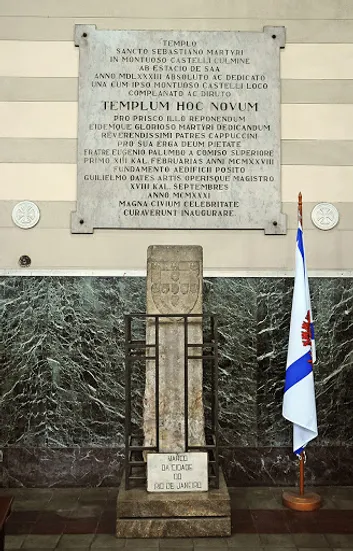 TEMPLO
SANCTO SEBASTIANO MARTYRI
IN MONTUOSO CASTELLI CULMINE
AB ESTACIO DE SAA
ANNO MDLXXXIII ABSOLUTO AC DEDICATO
UNA CUM IPSO MONTUOSO CASTELLI LOCO
COMPLANATO AC DIRUTO
TEMPLUM HOC NOVUM
PRO PRISCO ILLO REPONENDUM
EIDEMQUE GLORIOSO MARTYRI DEDICANDUM
REVERENDISSIMI PATRES CAPPUCCINI
PRO SUA ERGA DEUM PIETATE
FRATRE EUGENIO PALUMBO A COMISO SUPERIORE
PRIMO XIII KAL. FEBRUARIAS ANNI MCMXXVIII
FUNDAMENTO AEDIFICII POSITO
GUILIELMO OATES ARTIS OPERISQUE MAGISTRO
XVIII KAL. SEPTEMBRES
ANNO MCMXXXI
MAGNA CIVIUM CELEBRITATE
CURAVERUNT INAUGURARE.
MARCO
DA CIDADE
DO
RIO DE JANEIRO